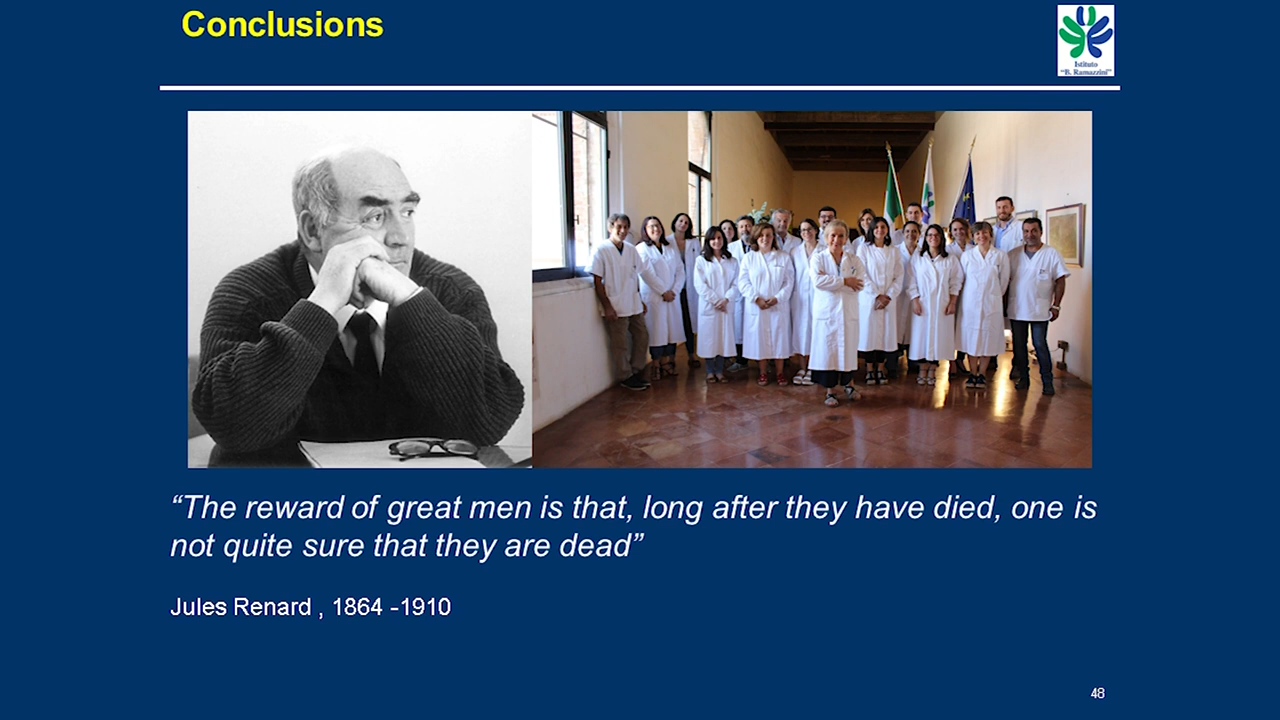 Conclusions
Istituto
"B. Ramazzini"
“The reward of great men is that, long after they have died, one is
not quite sure that they are dead”
Jules Renard , 1864 -1910
48